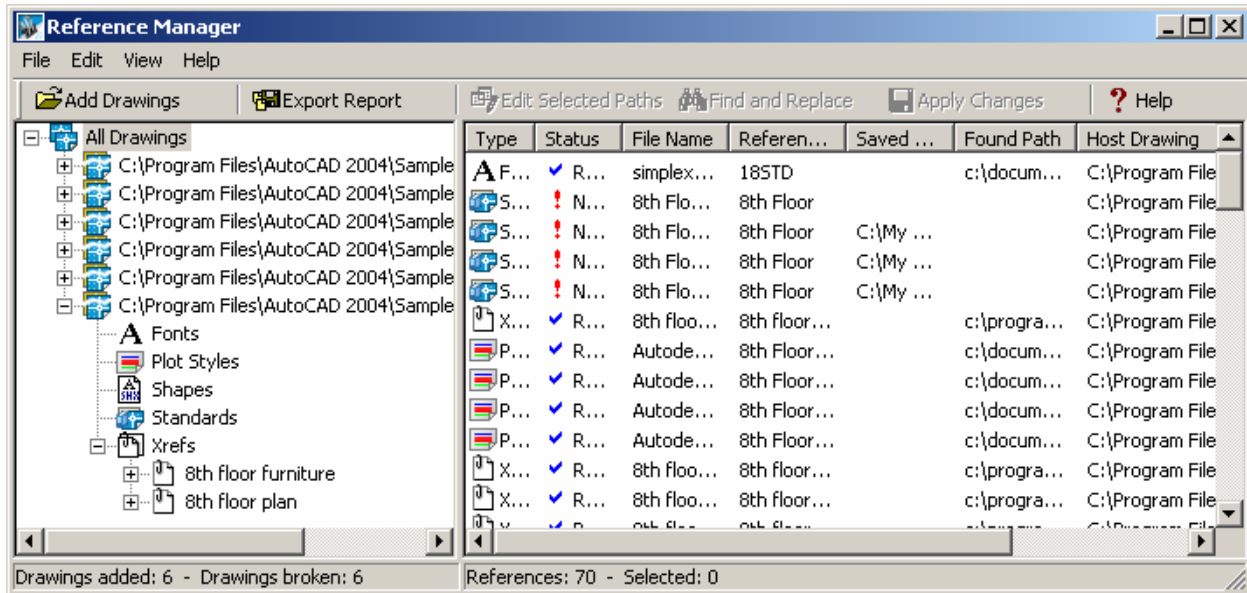 Reference Manager
File Edit View Help
Add Drawings Export Report Edit Selected Paths Find and Replace Apply Changes ? Help
All Drawings
C:\Program Files\AutoCAD 2004\Sample
C:\Program Files\AutoCAD 2004\Sample
C:\Program Files\AutoCAD 2004\Sample
C:\Program Files\AutoCAD 2004\Sample
C:\Program Files\AutoCAD 2004\Sample
C:\Program Files\AutoCAD 2004\Sample
Fonts
Plot Styles
Shapes
Standards
Xrefs
8th floor furniture
8th floor plan
Type Status File Name Referen... Saved ... Found Path Host Drawing
F... R... simplex... 18STD c:\docum... C:\Program File
S... ! N... 8th Flo... 8th Floor C:\Program File
S... ! N... 8th Flo... 8th Floor C:\My ... C:\Program File
S... ! N... 8th Flo... 8th Floor C:\My ... C:\Program File
S... ! N... 8th Flo... 8th Floor C:\My ... C:\Program File
X... R... 8th floo... 8th floor... c:\progra... C:\Program File
P... R... Autode... 8th Floor... c:\docum... C:\Program File
P... R... Autode... 8th Floor... c:\docum... C:\Program File
P... R... Autode... 8th Floor... c:\docum... C:\Program File
P... R... Autode... 8th Floor... c:\docum... C:\Program File
X... R... 8th floo... 8th floor... c:\progra... C:\Program File
X... R... 8th floo... 8th floor... c:\progra... C:\Program File
Drawings added: 6 - Drawings broken: 6
References: 70 - Selected: 0